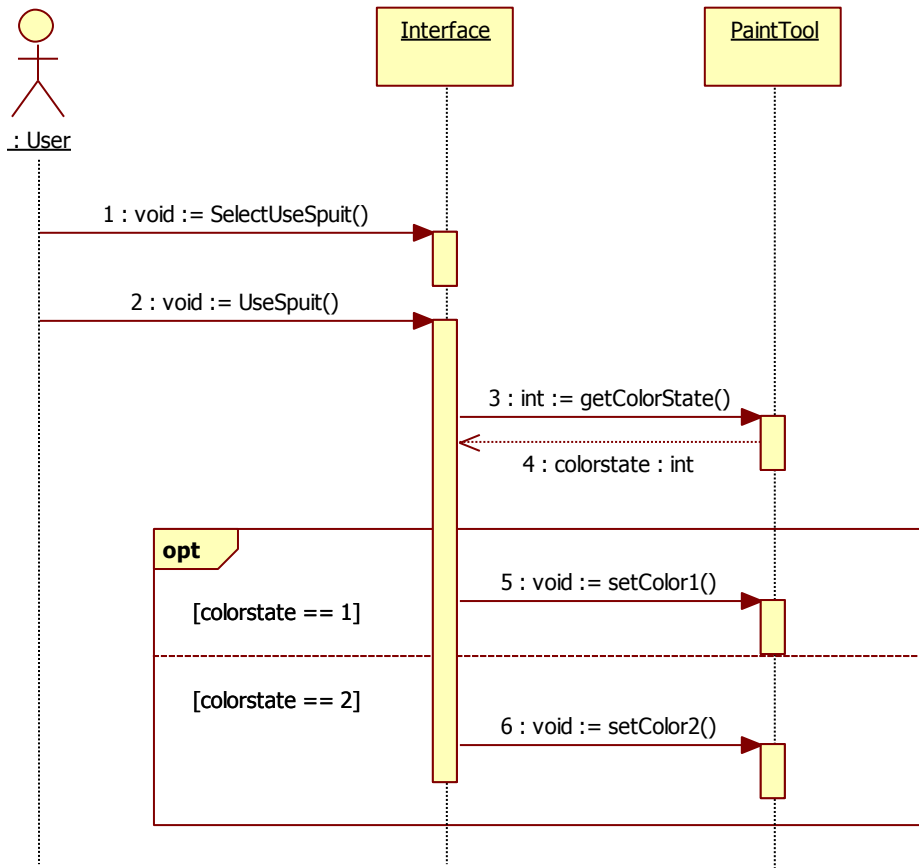 Interface
PaintTool
: User
1 : void := SelectUseSpuit()
2 : void := UseSpuit()
3 : int := getColorState()
4 : colorstate : int
opt
5 : void := setColor1()
[colorstate == 1]
[colorstate == 2]
6 : void := setColor2()